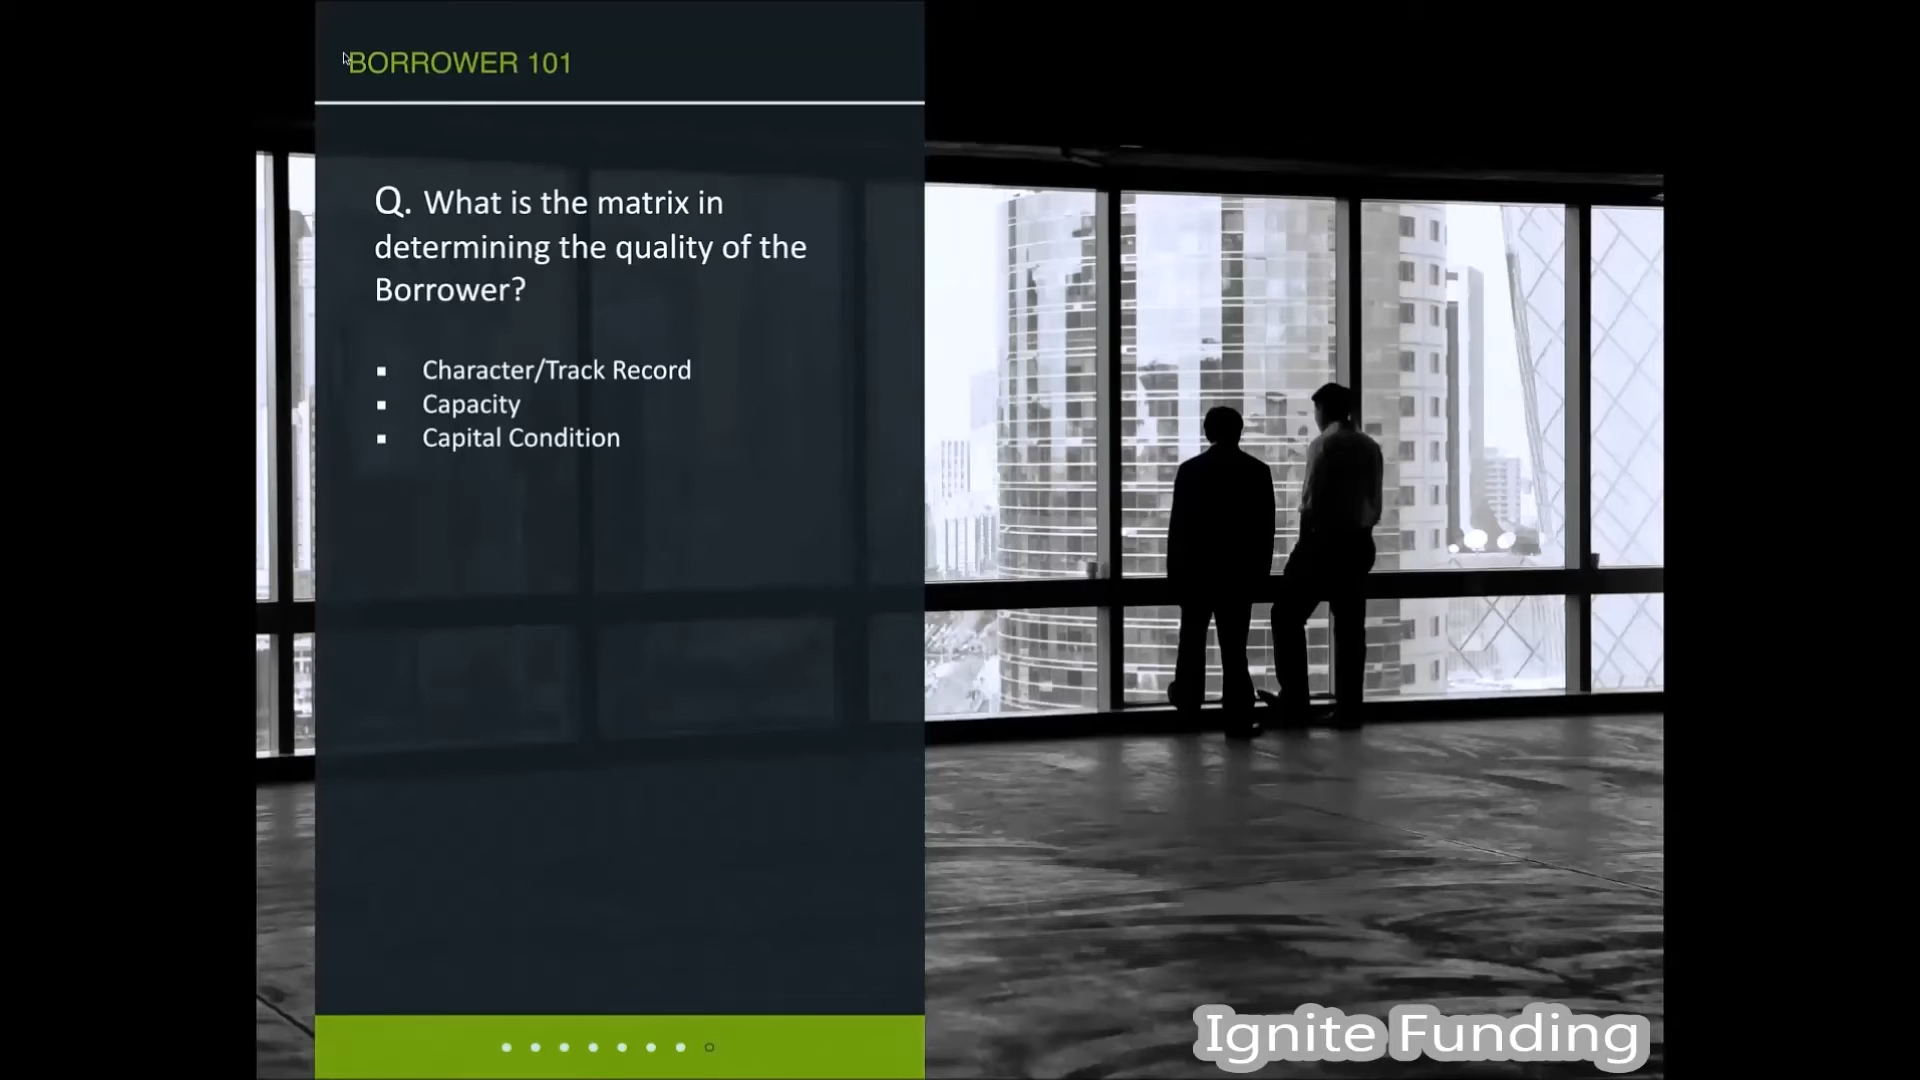 BORROWER 101
Q. What is the matrix in
determining the quality of the
Borrower?
▪ Character/Track Record
▪ Capacity
▪ Capital Condition
Ignite Funding